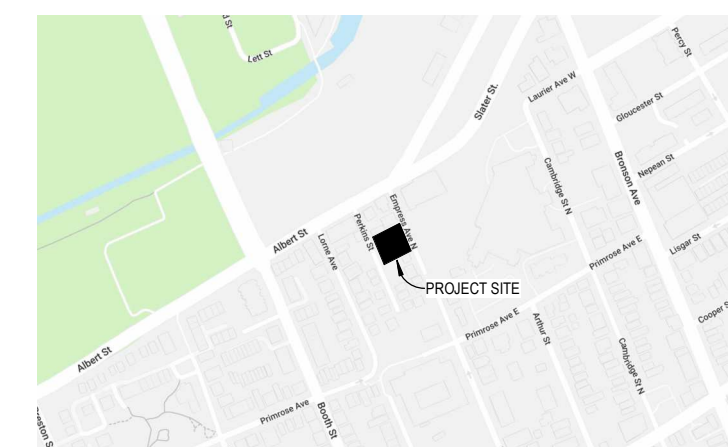 d St
Lett St
Percy St
Laurier Ave W
Slater St.
Gloucester St
Bronson Ave
Nepean St
Cambridge St N
Empress Ave N
Perkins St
Albert St
Lorne Ave
Lisgar St
Primrose Ave E
PROJECT SITE
Primrose Ave E
Arthur St
Cooper S
Cambridge St N
Albert St
Primrose Ave
Booth St
reston S